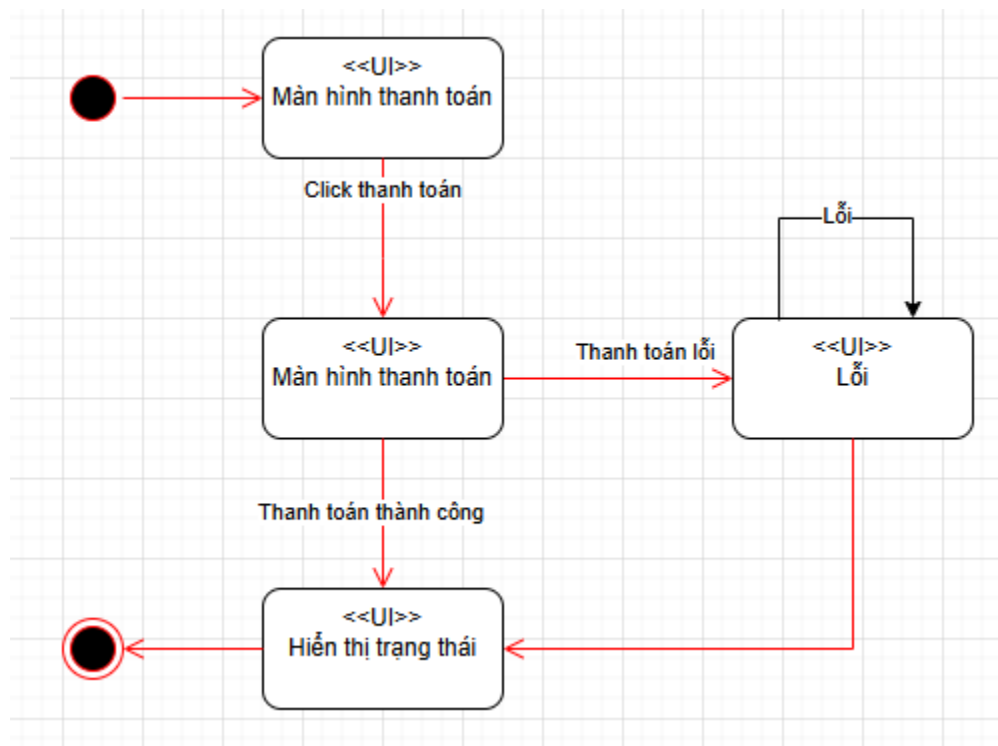 <<UI>>
Màn hình thanh toán
Click thanh toán
Lỗi
<<UI>>
Màn hình thanh toán
Thanh toán lỗi
<<UI>>
Lỗi
Thanh toán thành công
<<UI>>
Hiển thị trạng thái